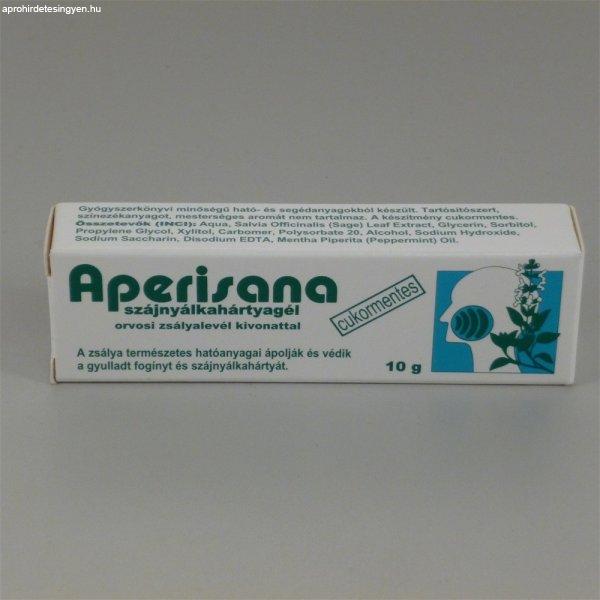 aprohirdetesingyen.hu
Gyógyszerkönyvi minőségű ható- és segédanyagokból készült. Tartósítószert,
színezékanyagot, mesterséges aromát nem tartalmaz. A készítmény cukormentes.
Összetevők (INCI): Aqua, Salvia Officinalis (Sage) Leaf Extract, Glycerin, Sorbitol,
Propylene Glycol, Xylitol, Carbomer, Polysorbate 20, Alcohol, Sodium Hydroxide,
Sodium Saccharin, Disodium EDTA, Mentha Piperita (Peppermint) Oil.
Aperisana
szájnyálkahártyagél
orvosi zsályalevél kivonattal
cukormentes
A zsálya természetes hatóanyagai ápolják és védik
a gyulladt fogínyt és szájnyálkahártyát.
10 g